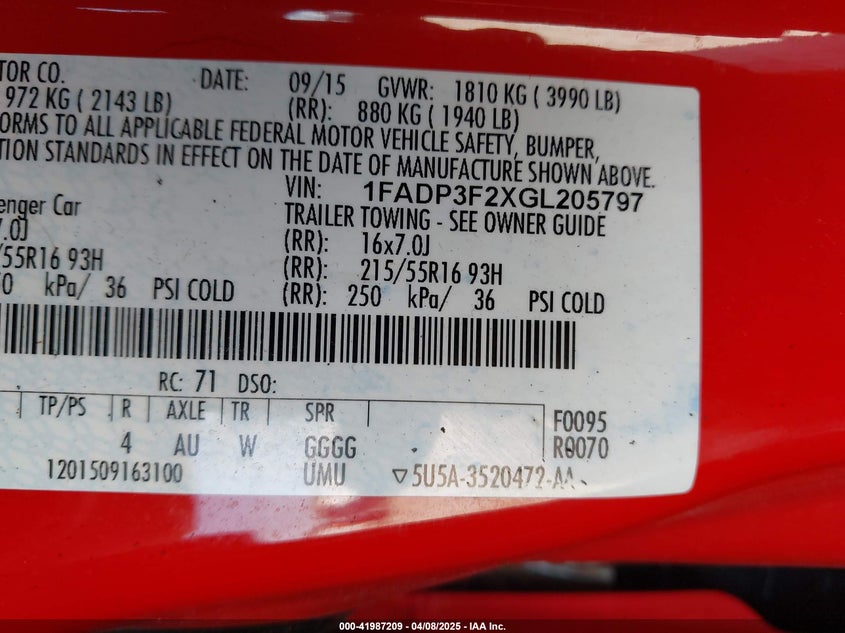 TOR CO. DATE: 09/15 GVWR: 1810 KG ( 3990 LB)
972 KG ( 2143 LB) (RR): 880 KG ( 1940 LB)
ORMS TO ALL APPLICABLE FEDERAL MOTOR VEHICLE SAFETY, BUMPER,
TION STANDARDS IN EFFECT ON THE DATE OF MANUFACTURE SHOWN ABOVE.
VIN: 1FADP3F2XGL205797
enger Car TRAILER TOWING - SEE OWNER GUIDE
7.0J (RR): 16x7.0J
/55R16 93H (RR): 215/55R16 93H
0 kPa/ 36 PSI COLD (RR): 250 kPa/ 36 PSI COLD
RC: 71 DSO:
TP/PS R AXLE TR SPR F0095
4 AU W GGGG R0070
1201509163100 UMU ▽5U5A-3520472-AA
000-41987209 - 04/08/2025 - IAA Inc.